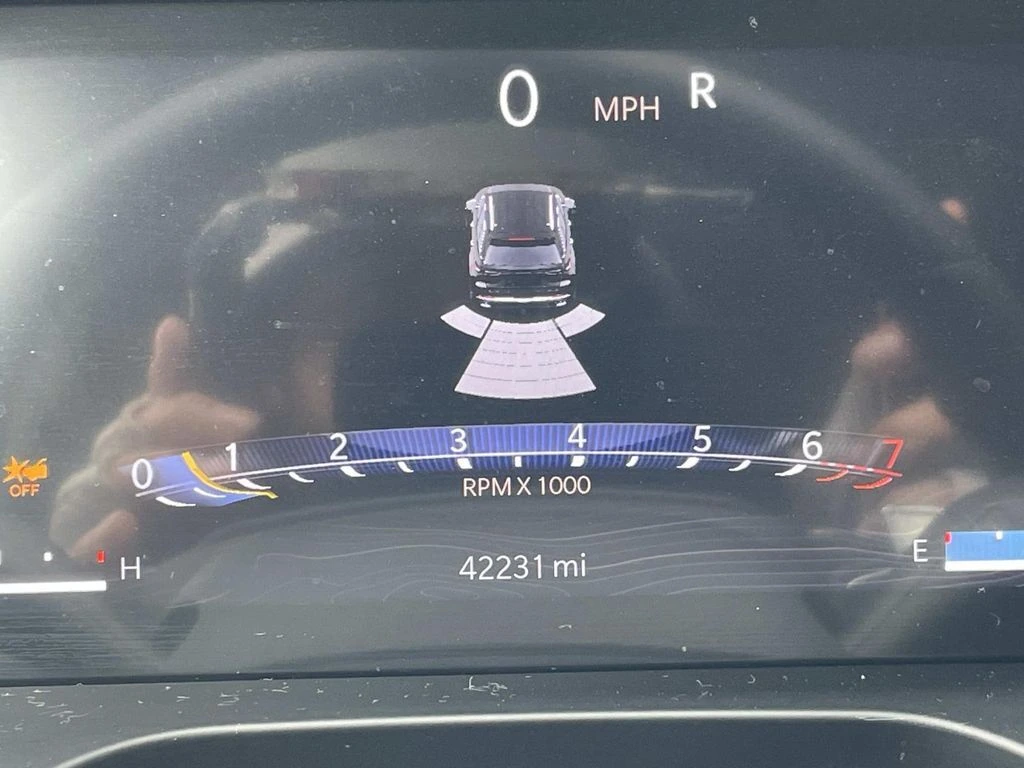 0 MPH R
0 1 2 3 4 5 6 7
RPM X 1000
OFF
H
42231 mi
E